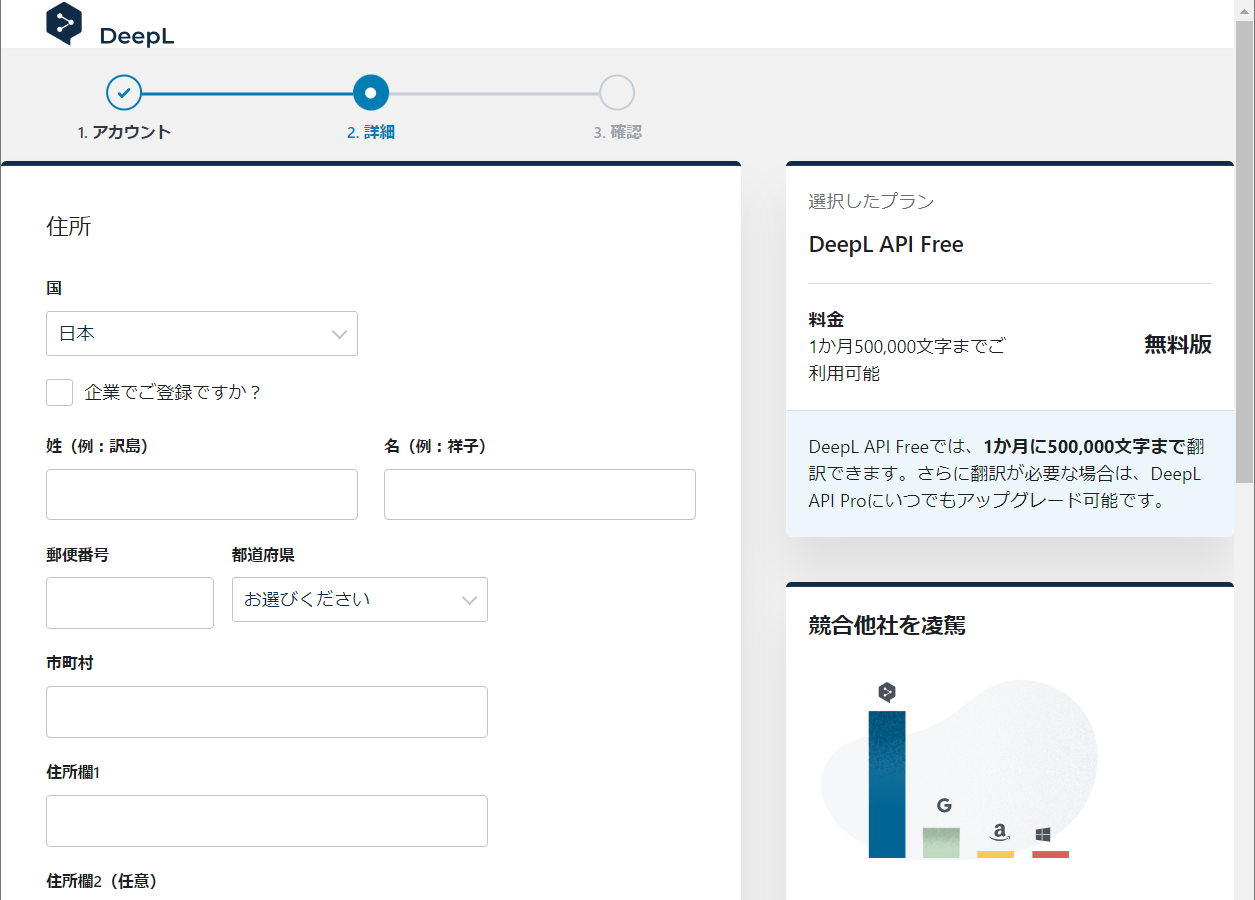 DeepL
1. アカウント
2. 詳細
3. 確認
住所
国
日本
企業でご登録ですか？
姓（例：訳島）
名（例：祥子）
郵便番号
都道府県
お選びください
市町村
住所欄1
住所欄2（任意）
選択したプラン
DeepL API Free
料金
1か月500,000文字までご
利用可能
無料版
DeepL API Freeでは、1か月に500,000文字まで翻
訳できます。さらに翻訳が必要な場合は、DeepL
API Proにいつでもアップグレード可能です。
競合他社を凌駕
G
a